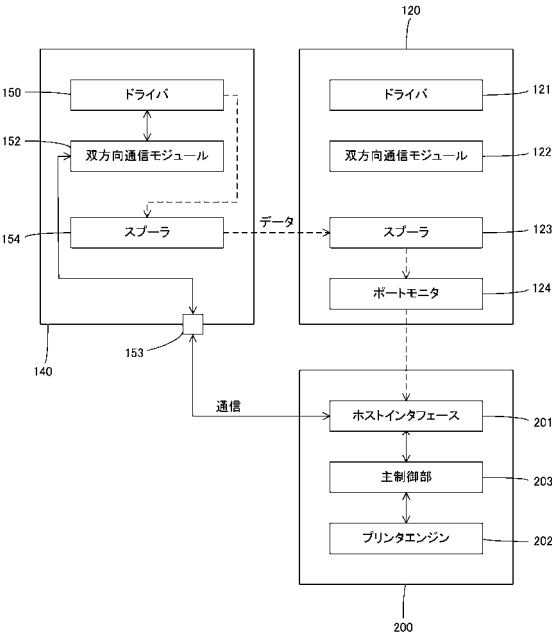 120
150
ドライバ
ドライバ
121
152
双方向通信モジュール
双方向通信モジュール
122
データ
154
スプーラ
スプーラ
123
ポートモニタ
124
153
140
通信
ホストインタフェース
201
主制御部
203
プリンタエンジン
202
200